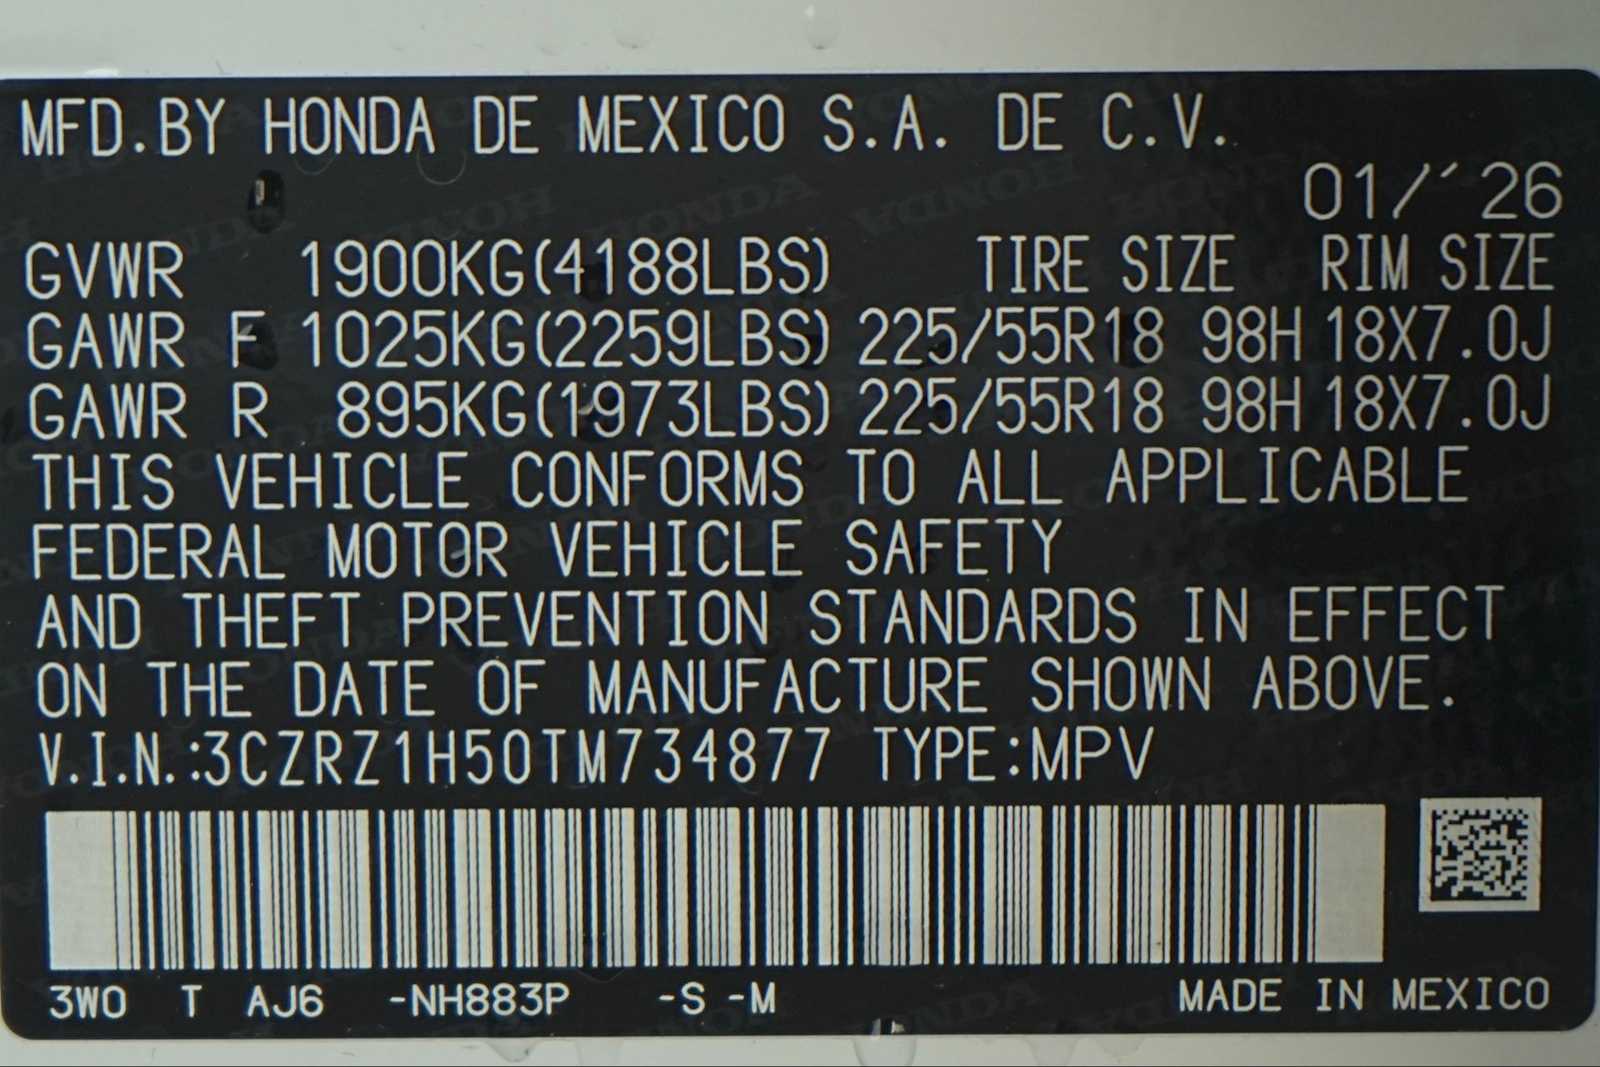 MFD.BY HONDA DE MEXICO S.A. DE C.V.
01/'26
GVWR 1900KG(4188LBS) TIRE SIZE RIM SIZE
GAWR F 1025KG(2259LBS) 225/55R18 98H 18X7.0J
GAWR R 895KG(1973LBS) 225/55R18 98H 18X7.0J
THIS VEHICLE CONFORMS TO ALL APPLICABLE
FEDERAL MOTOR VEHICLE SAFETY
AND THEFT PREVENTION STANDARDS IN EFFECT
ON THE DATE OF MANUFACTURE SHOWN ABOVE.
V.I.N.:3CZRZ1H50TM734877 TYPE:MPV
3W0 T AJ6 -NH883P -S -M MADE IN MEXICO